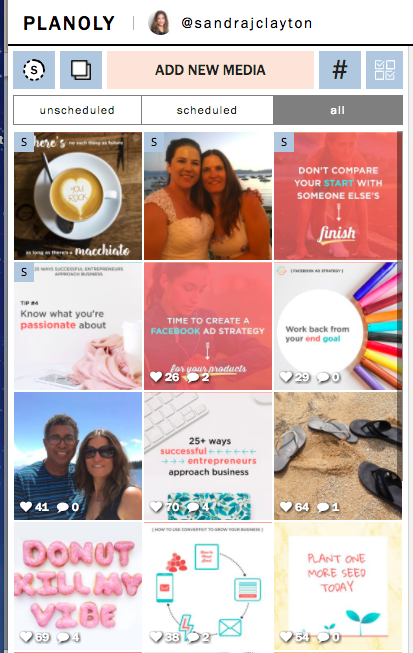 PLANOLY | @sandrajclayton
S
ADD NEW MEDIA
#
unscheduled
scheduled
all
S
here's no such thing as failure
YOU
ROCK
as long as there's a
macchiato
S
S
DON'T COMPARE
YOUR START WITH
SOMEONE ELSE'S
finish
S
WAYS SUCCESSFUL ENTREPRENEURS
APPROACH BUSINESS
TIP #4
Know what you're
passionate about
TIME TO CREATE A
FACEBOOK AD STRATEGY
for your products
26 2
[ FACEBOOK AD STRATEGY ]
Work back from
your end goal
29 0
41 0
25+ ways
successful
entrepreneurs
approach business
70 4
64 1
DONUT
KILL MY
VIBE
69 4
[ HOW TO USE CONVERTKIT TO GROW YOUR BUSINESS ]
38 2
PLANT ONE
MORE SEED
TODAY
54 0